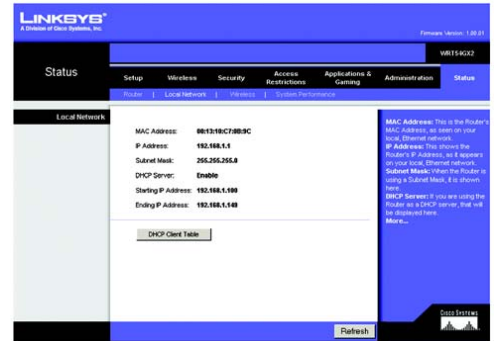 LINKSYS®
A Division of Cisco Systems, Inc.
Firmware Version: 1.00.01
WRT54GX2
Status
Setup Wireless Security Access Restrictions Applications & Gaming Administration Status
Router | Local Network | Wireless | System Performance
Local Network
MAC Address: 00:13:10:C7:0B:9C
IP Address: 192.168.1.1
Subnet Mask: 255.255.255.0
DHCP Server: Enable
Starting IP Address: 192.168.1.100
Ending IP Address: 192.168.1.149
DHCP Client Table
MAC Address: This is the Router's
MAC Address, as seen on your
local, Ethernet network.
IP Address: This shows the
Router's IP Address, as it appears
on your local, Ethernet network.
Subnet Mask: When the Router is
using a Subnet Mask, it is shown
here.
DHCP Server: If you are using the
Router as a DHCP server, that will
be displayed here.
More...
Refresh
CISCO SYSTEMS